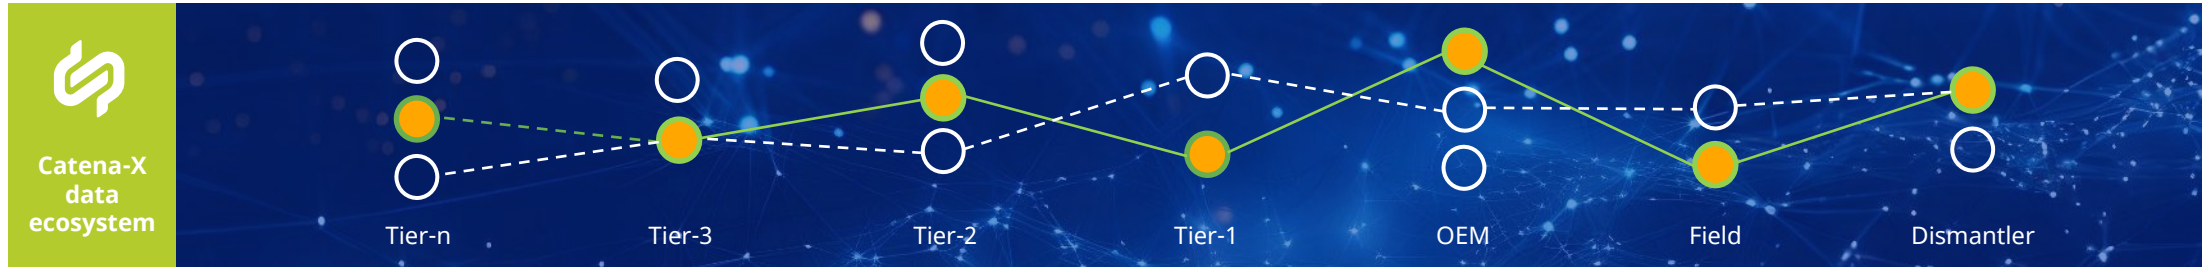 Catena-X
data
ecosystem
Tier-n
Tier-3
Tier-2
Tier-1
OEM
Field
Dismantler